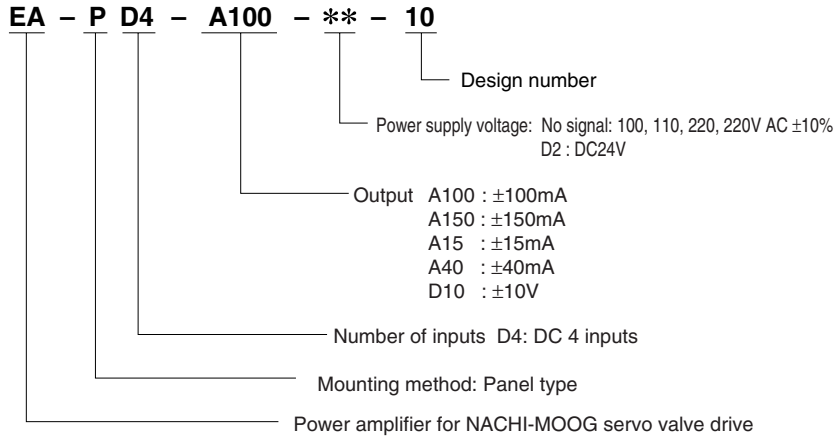 EA – P D4 – A100 – ** – 10
Design number
Power supply voltage: No signal: 100, 110, 220, 220V AC ±10%
D2 : DC24V
Output A100 : ±100mA
A150 : ±150mA
A15 : ±15mA
A40 : ±40mA
D10 : ±10V
Number of inputs D4: DC 4 inputs
Mounting method: Panel type
Power amplifier for NACHI-MOOG servo valve drive